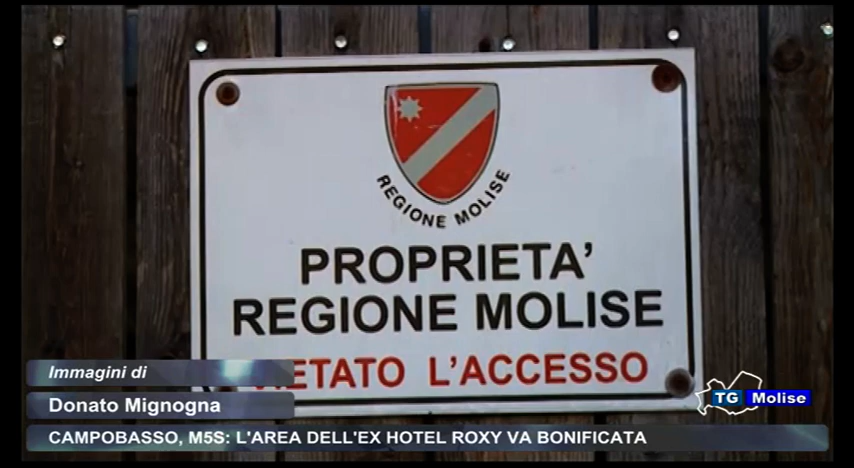 REGIONE MOLISE
PROPRIETA'
REGIONE MOLISE
VIETATO L'ACCESSO
Immagini di
Donato Mignogna
TG Molise
CAMPOBASSO, M5S: L'AREA DELL'EX HOTEL ROXY VA BONIFICATA